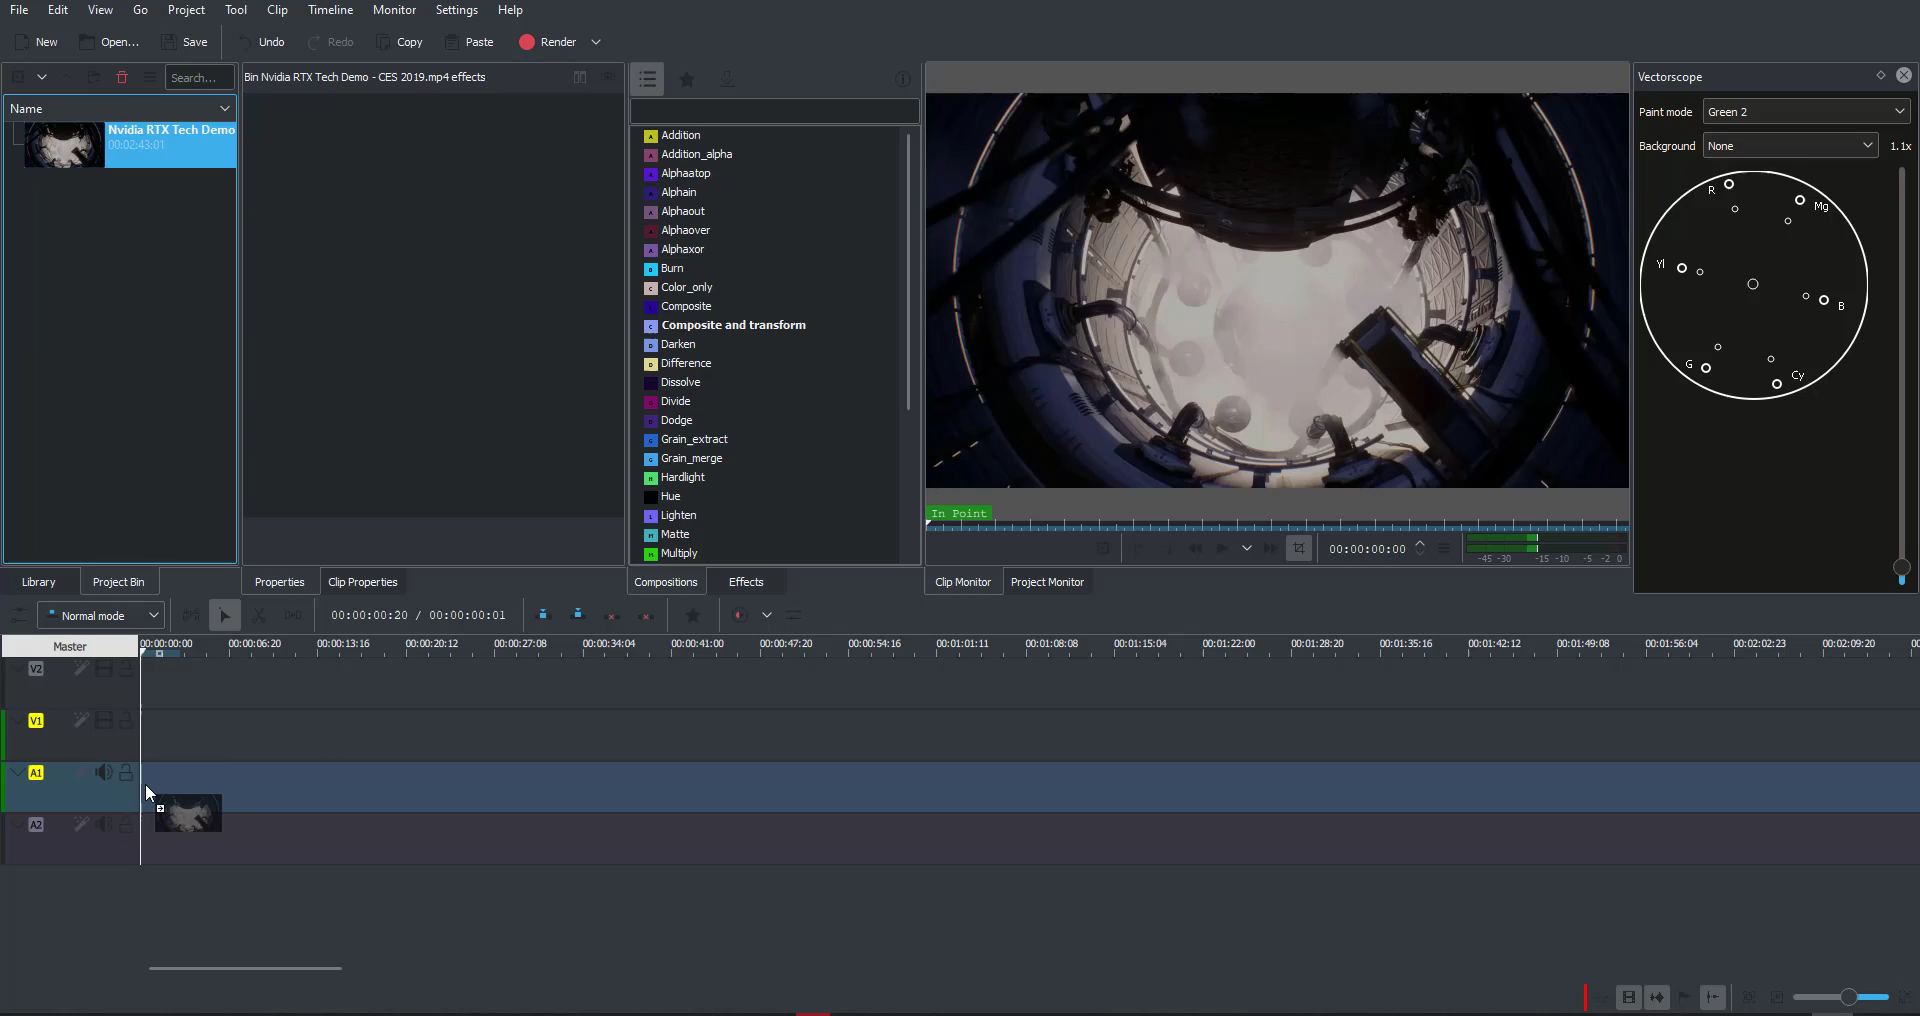 File Edit View Go Project Tool Clip Timeline Monitor Settings Help
New Open... Save Undo Redo Copy Paste Render
Search...
Bin Nvidia RTX Tech Demo - CES 2019.mp4 effects
Vectorscope
Name
Nvidia RTX Tech Demo
00:02:43:01
Paint mode Green 2
Background None 1.1x
R
Mg
Yl
B
G
Cy
Addition
Addition_alpha
Alphaatop
Alphain
Alphaout
Alphaover
Alphaxor
Burn
Color_only
Composite
Composite and transform
Darken
Difference
Dissolve
Divide
Dodge
Grain_extract
Grain_merge
Hardlight
Hue
Lighten
Matte
Multiply
In Point
00:00:00:00
-45 -30 -15 -10 -5 -2 0
Library Project Bin Properties Clip Properties Compositions Effects Clip Monitor Project Monitor
Normal mode 00:00:00:20 / 00:00:00:01
Master 00:00:00:00 00:00:06:20 00:00:13:16 00:00:20:12 00:00:27:08 00:00:34:04 00:00:41:00 00:00:47:20 00:00:54:16 00:01:01:11 00:01:08:08 00:01:15:04 00:01:22:00 00:01:28:20 00:01:35:16 00:01:42:12 00:01:49:08 00:01:56:04 00:02:02:23 00:02:09:20 00
V2
V1
A1
A2